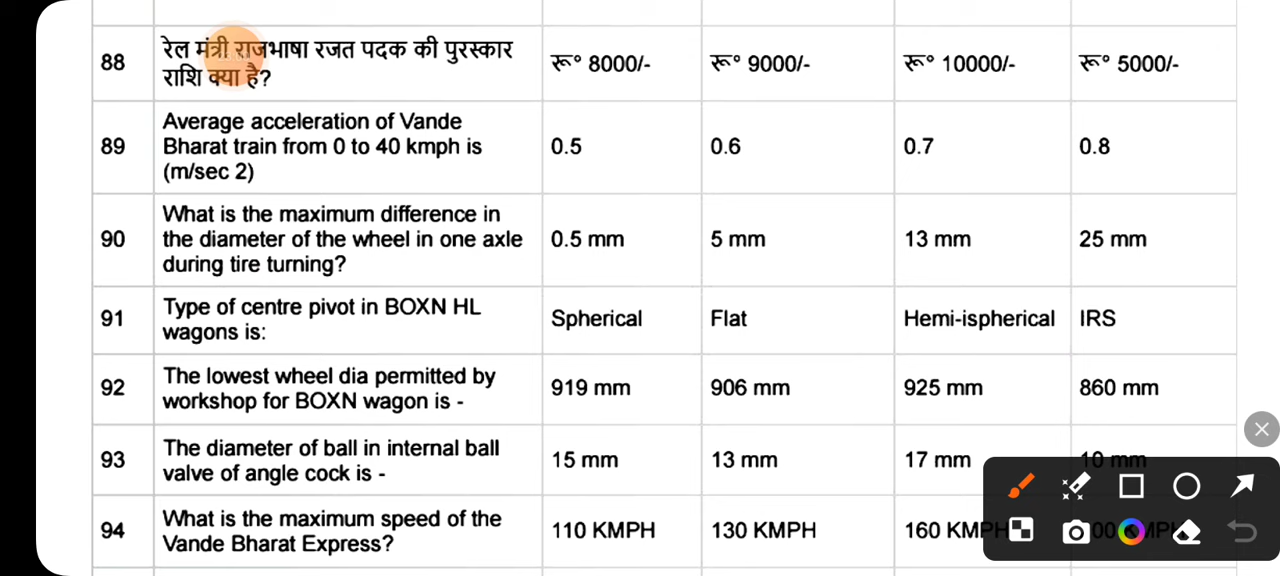 88 रेल मंत्री राजभाषा रजत पदक की पुरस्कार रू° 8000/- रू° 9000/- रू° 10000/- रू° 5000/-
राशि क्या है?
Average acceleration of Vande
89 Bharat train from 0 to 40 kmph is 0.5 0.6 0.7 0.8
(m/sec 2)
What is the maximum difference in
90 the diameter of the wheel in one axle 0.5 mm 5 mm 13 mm 25 mm
during tire turning?
91 Type of centre pivot in BOXN HL Spherical Flat Hemi-ispherical IRS
wagons is:
92 The lowest wheel dia permitted by 919 mm 906 mm 925 mm 860 mm
workshop for BOXN wagon is -
93 The diameter of ball in internal ball 15 mm 13 mm 17 mm 10 mm
valve of angle cock is -
94 What is the maximum speed of the 110 KMPH 130 KMPH 160 KMPH
Vande Bharat Express?